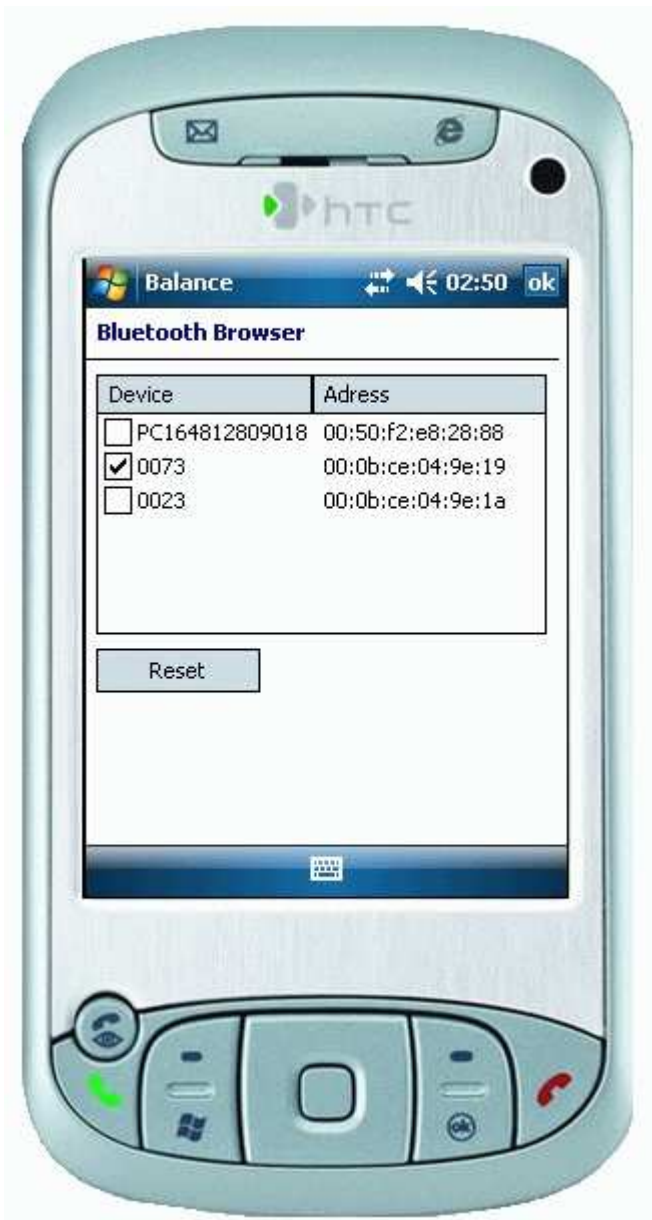 htc
Balance 02:50 ok
Bluetooth Browser
Device Adress
PC164812809018 00:50:f2:e8:28:88
0073 00:0b:ce:04:9e:19
0023 00:0b:ce:04:9e:1a
Reset
ok